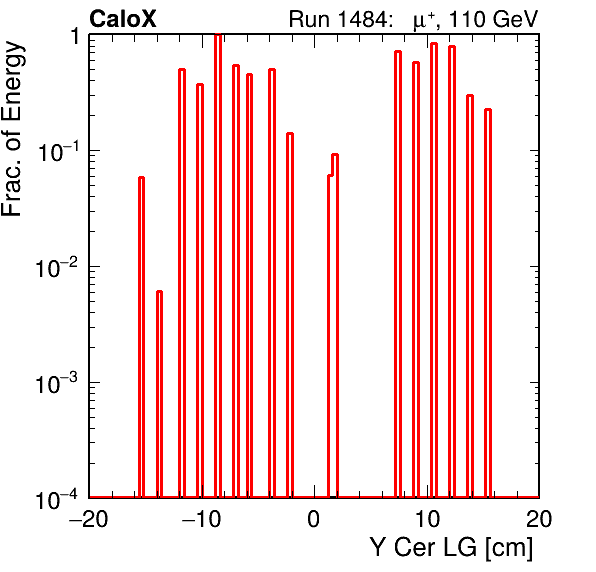 CaloX Run 1484: μ⁺, 110 GeV
Frac. of Energy
1
10⁻¹
10⁻²
10⁻³
10⁻⁴
−20 −10 0 10 20
Y Cer LG [cm]